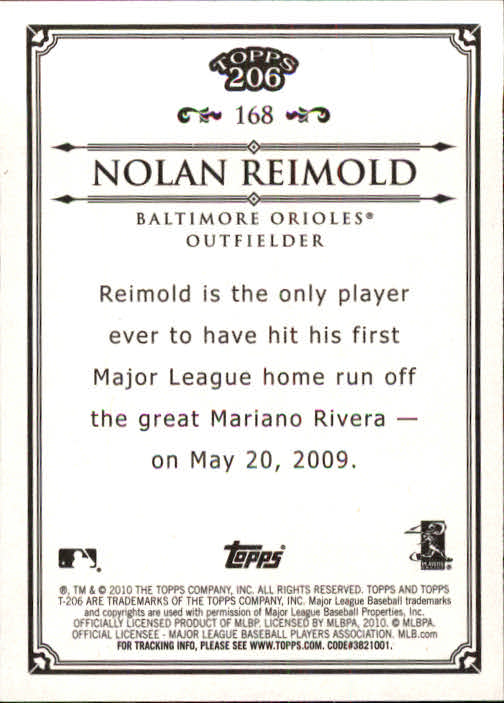 TOPPS
206
168
NOLAN REIMOLD
BALTIMORE ORIOLES®
OUTFIELDER
Reimold is the only player
ever to have hit his first
Major League home run off
the great Mariano Rivera —
on May 20, 2009.
topps
PLAYERS
®, TM & © 2010 THE TOPPS COMPANY, INC. ALL RIGHTS RESERVED. TOPPS AND TOPPS
T-206 ARE TRADEMARKS OF THE TOPPS COMPANY, INC. Major League Baseball trademarks
and copyrights are used with permission of Major League Baseball Properties, Inc.
OFFICIALLY LICENSED PRODUCT OF MLBP. LICENSED BY MLBPA, 2010. © MLBPA.
OFFICIAL LICENSEE - MAJOR LEAGUE BASEBALL PLAYERS ASSOCIATION. MLB.com
FOR TRACKING INFO, PLEASE SEE WWW.TOPPS.COM. CODE#3821001.